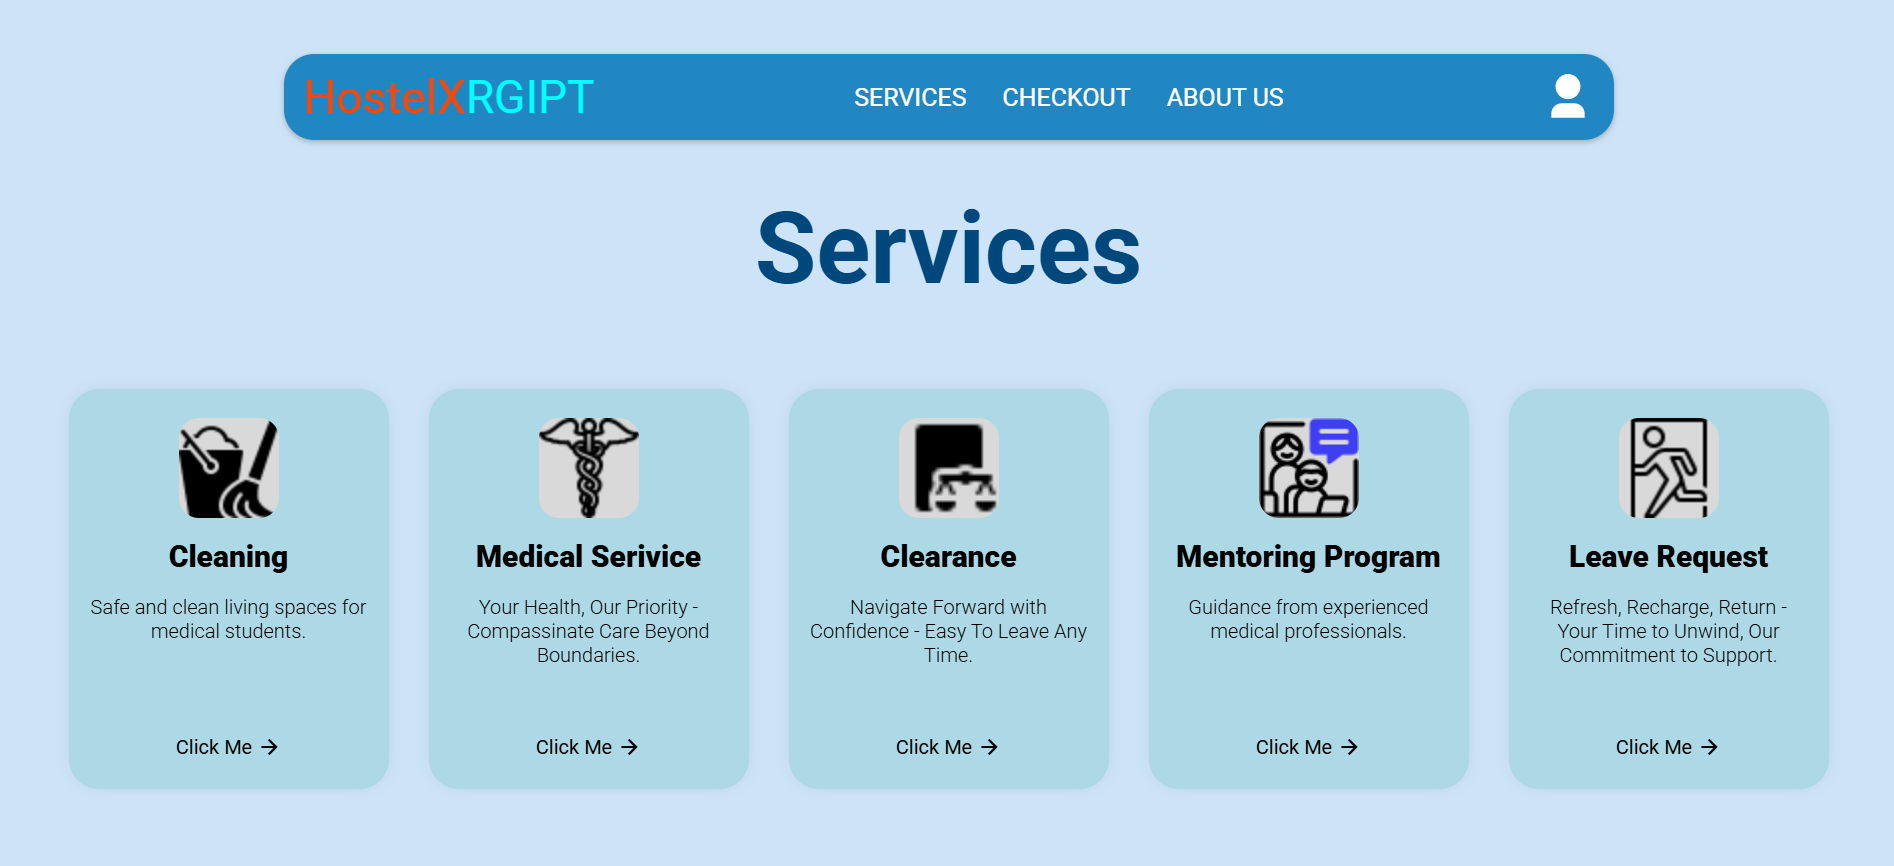 HostelXRGIPT
SERVICES CHECKOUT ABOUT US
Services
Cleaning
Safe and clean living spaces for
medical students.
Click Me
Medical Serivice
Your Health, Our Priority -
Compassinate Care Beyond
Boundaries.
Click Me
Clearance
Navigate Forward with
Confidence - Easy To Leave Any
Time.
Click Me
Mentoring Program
Guidance from experienced
medical professionals.
Click Me
Leave Request
Refresh, Recharge, Return -
Your Time to Unwind, Our
Commitment to Support.
Click Me